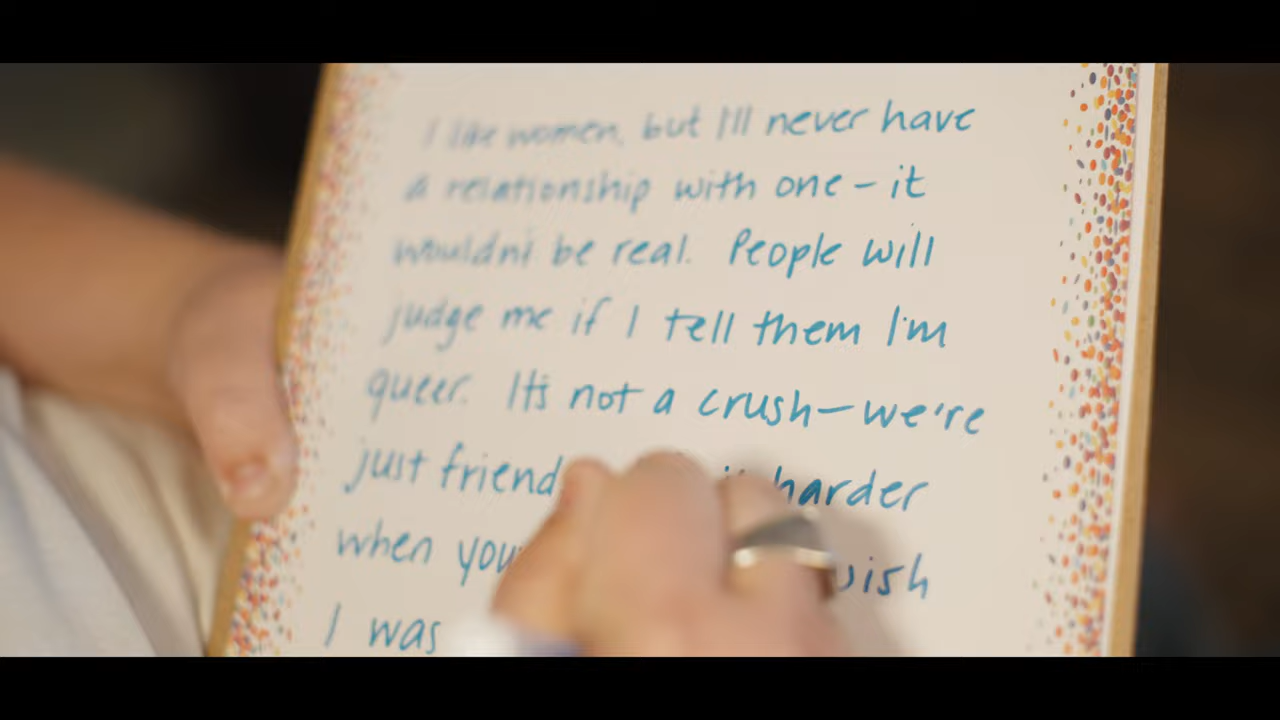 I like women, but I'll never have
a relationship with one – it
wouldn't be real. People will
judge me if I tell them I'm
queer. It's not a crush – we're
just friend harder
when you
I was